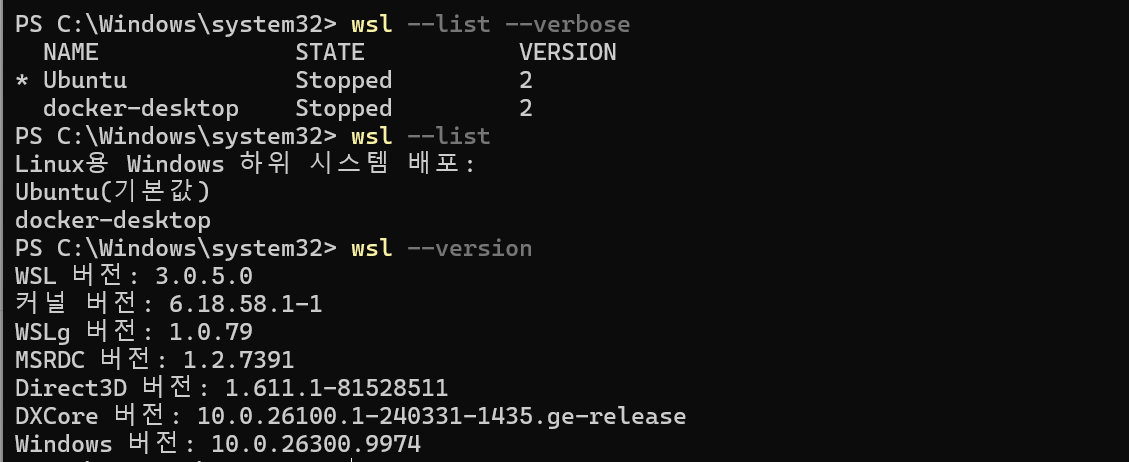 PS C:\Windows\system32> wsl --list --verbose
  NAME              STATE           VERSION
* Ubuntu            Stopped         2
  docker-desktop    Stopped         2
PS C:\Windows\system32> wsl --list
Linux용 Windows 하위 시스템 배포:
Ubuntu(기본값)
docker-desktop
PS C:\Windows\system32> wsl --version
WSL 버전: 3.0.5.0
커널 버전: 6.18.58.1-1
WSLg 버전: 1.0.79
MSRDC 버전: 1.2.7391
Direct3D 버전: 1.611.1-81528511
DXCore 버전: 10.0.26100.1-240331-1435.ge-release
Windows 버전: 10.0.26300.9974